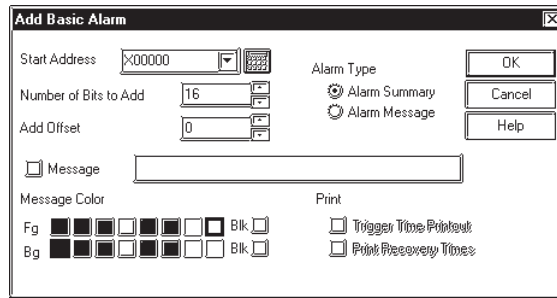 Add Basic Alarm
Start Address X00000
Number of Bits to Add 16
Add Offset 0
Alarm Type
Alarm Summary
Alarm Message
OK
Cancel
Help
Message
Message Color
Fg Blk
Bg Blk
Print
Trigger Time Printout
Print Recovery Times